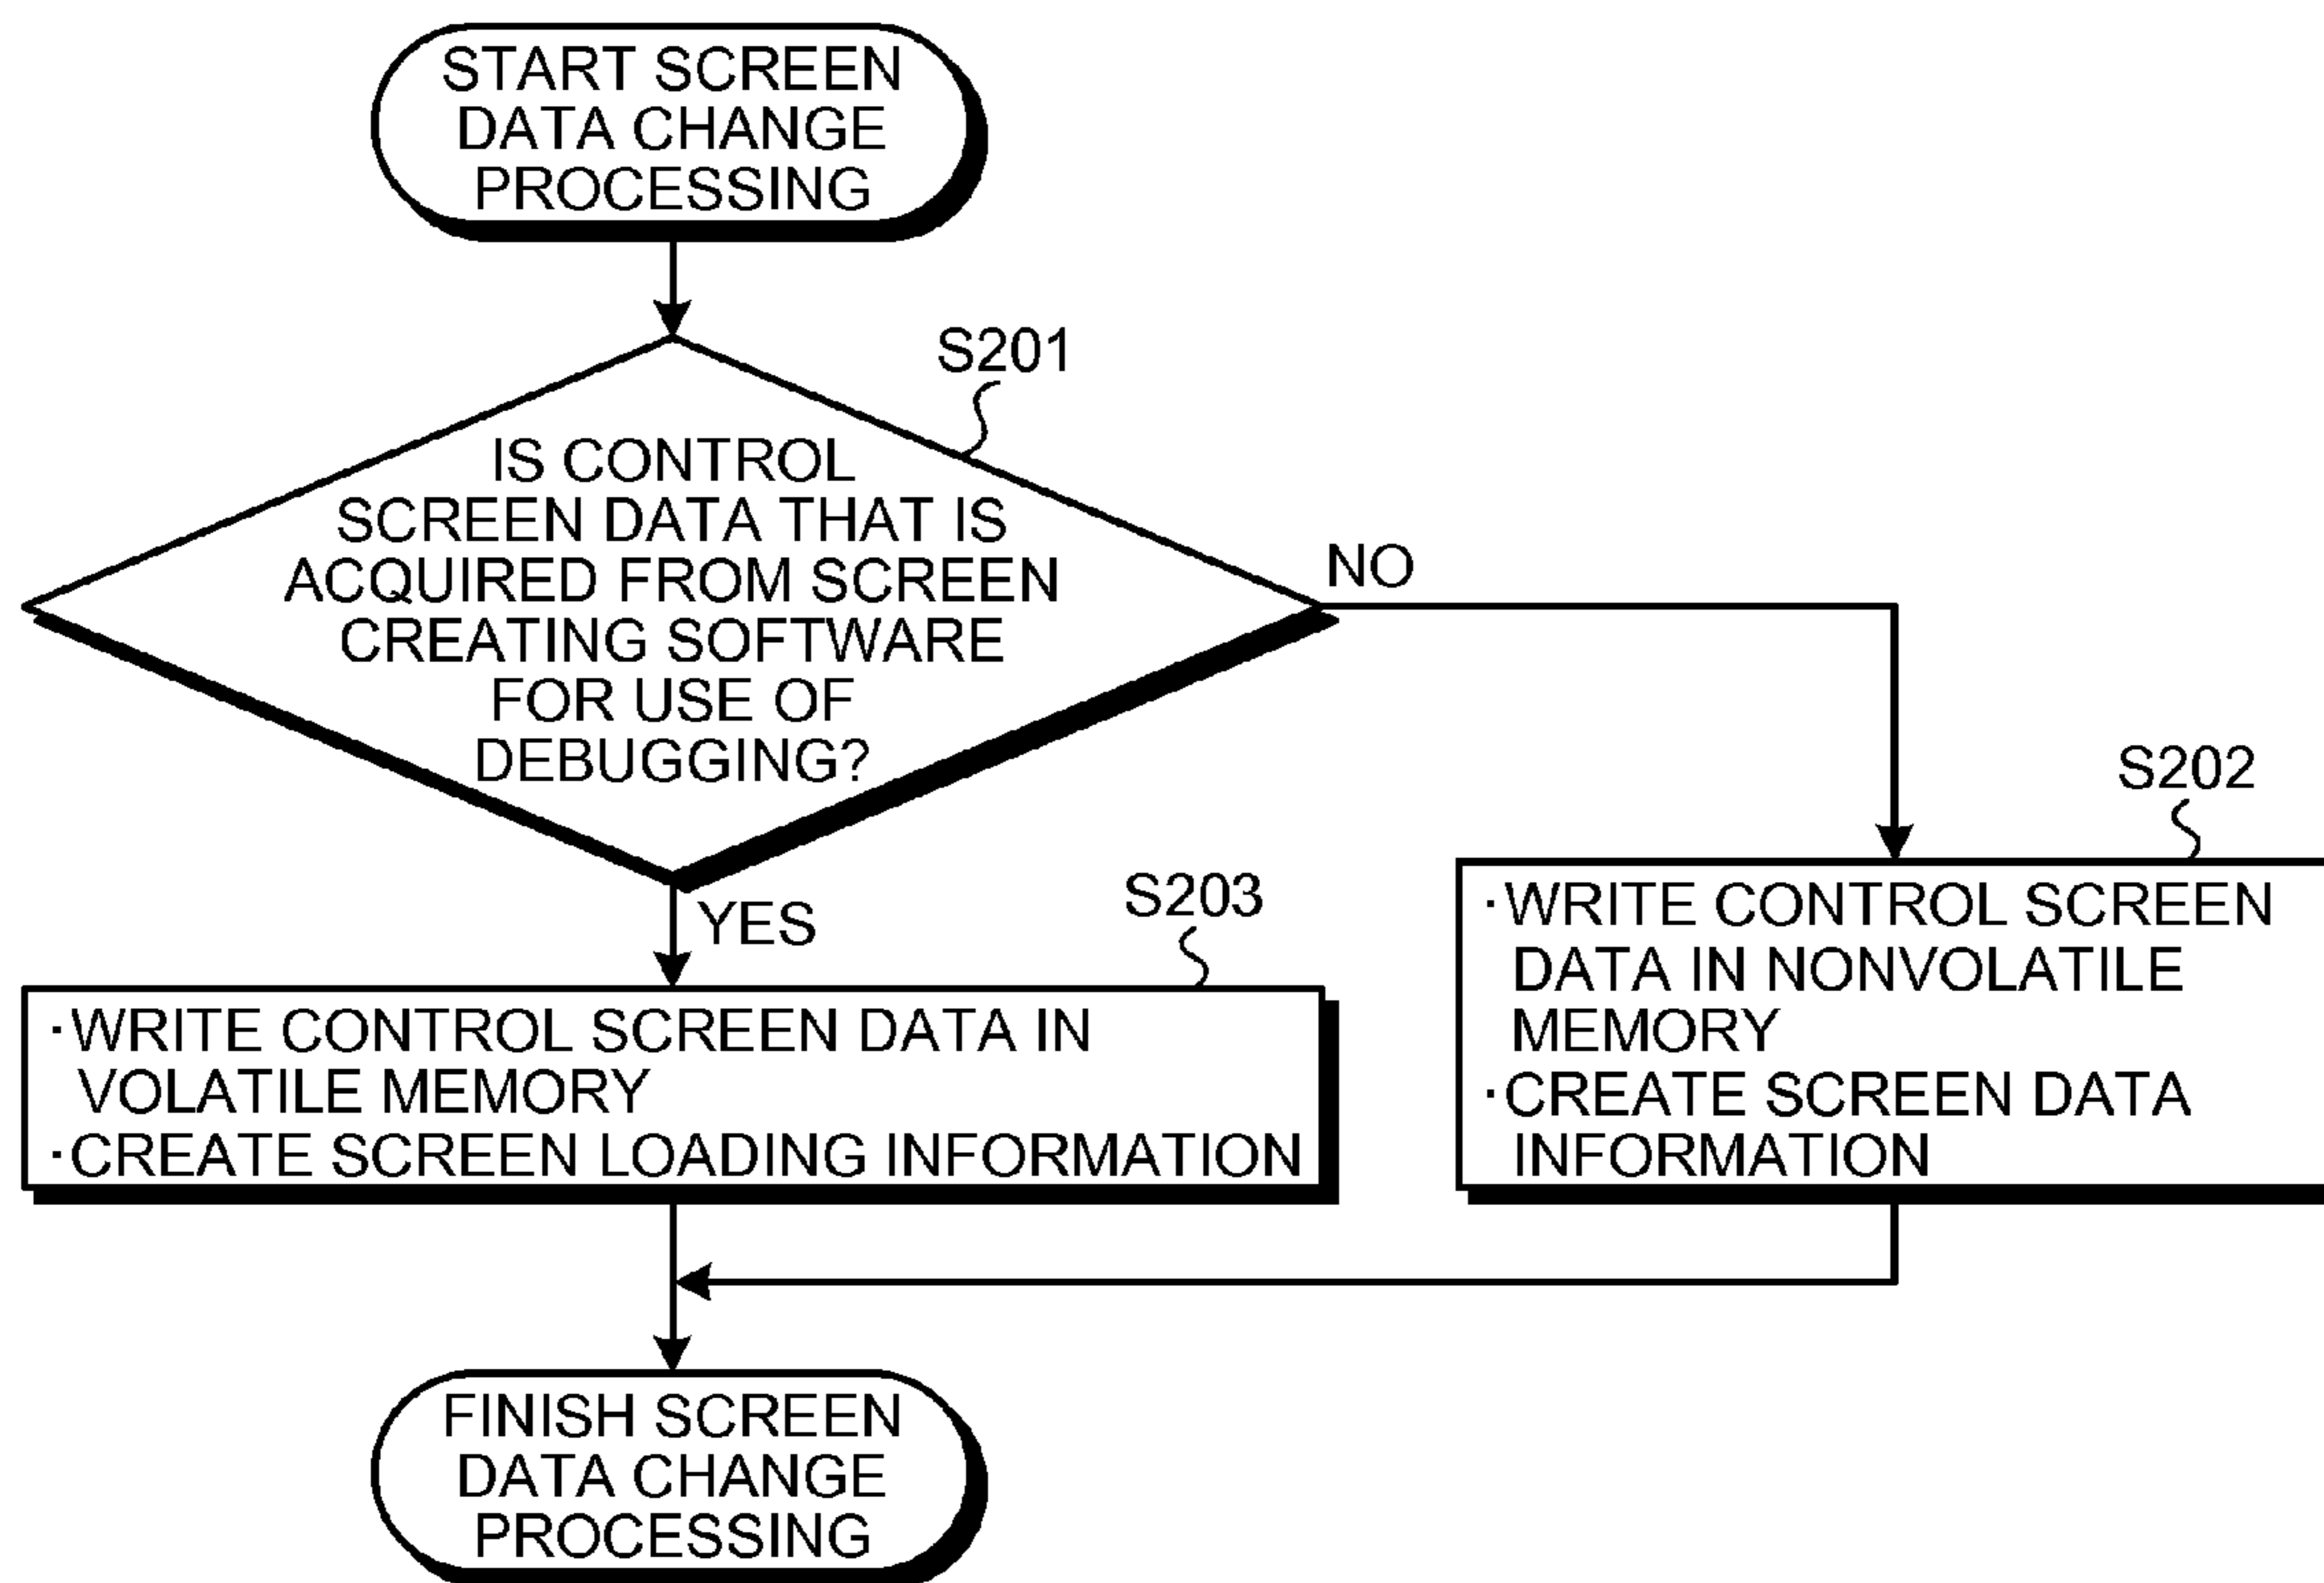 START SCREEN
DATA CHANGE
PROCESSING
S201
IS CONTROL
SCREEN DATA THAT IS
ACQUIRED FROM SCREEN
CREATING SOFTWARE
FOR USE OF
DEBUGGING?
NO
S202
·WRITE CONTROL SCREEN
DATA IN NONVOLATILE
MEMORY
·CREATE SCREEN DATA
INFORMATION
YES
S203
·WRITE CONTROL SCREEN DATA IN
VOLATILE MEMORY
·CREATE SCREEN LOADING INFORMATION
FINISH SCREEN
DATA CHANGE
PROCESSING